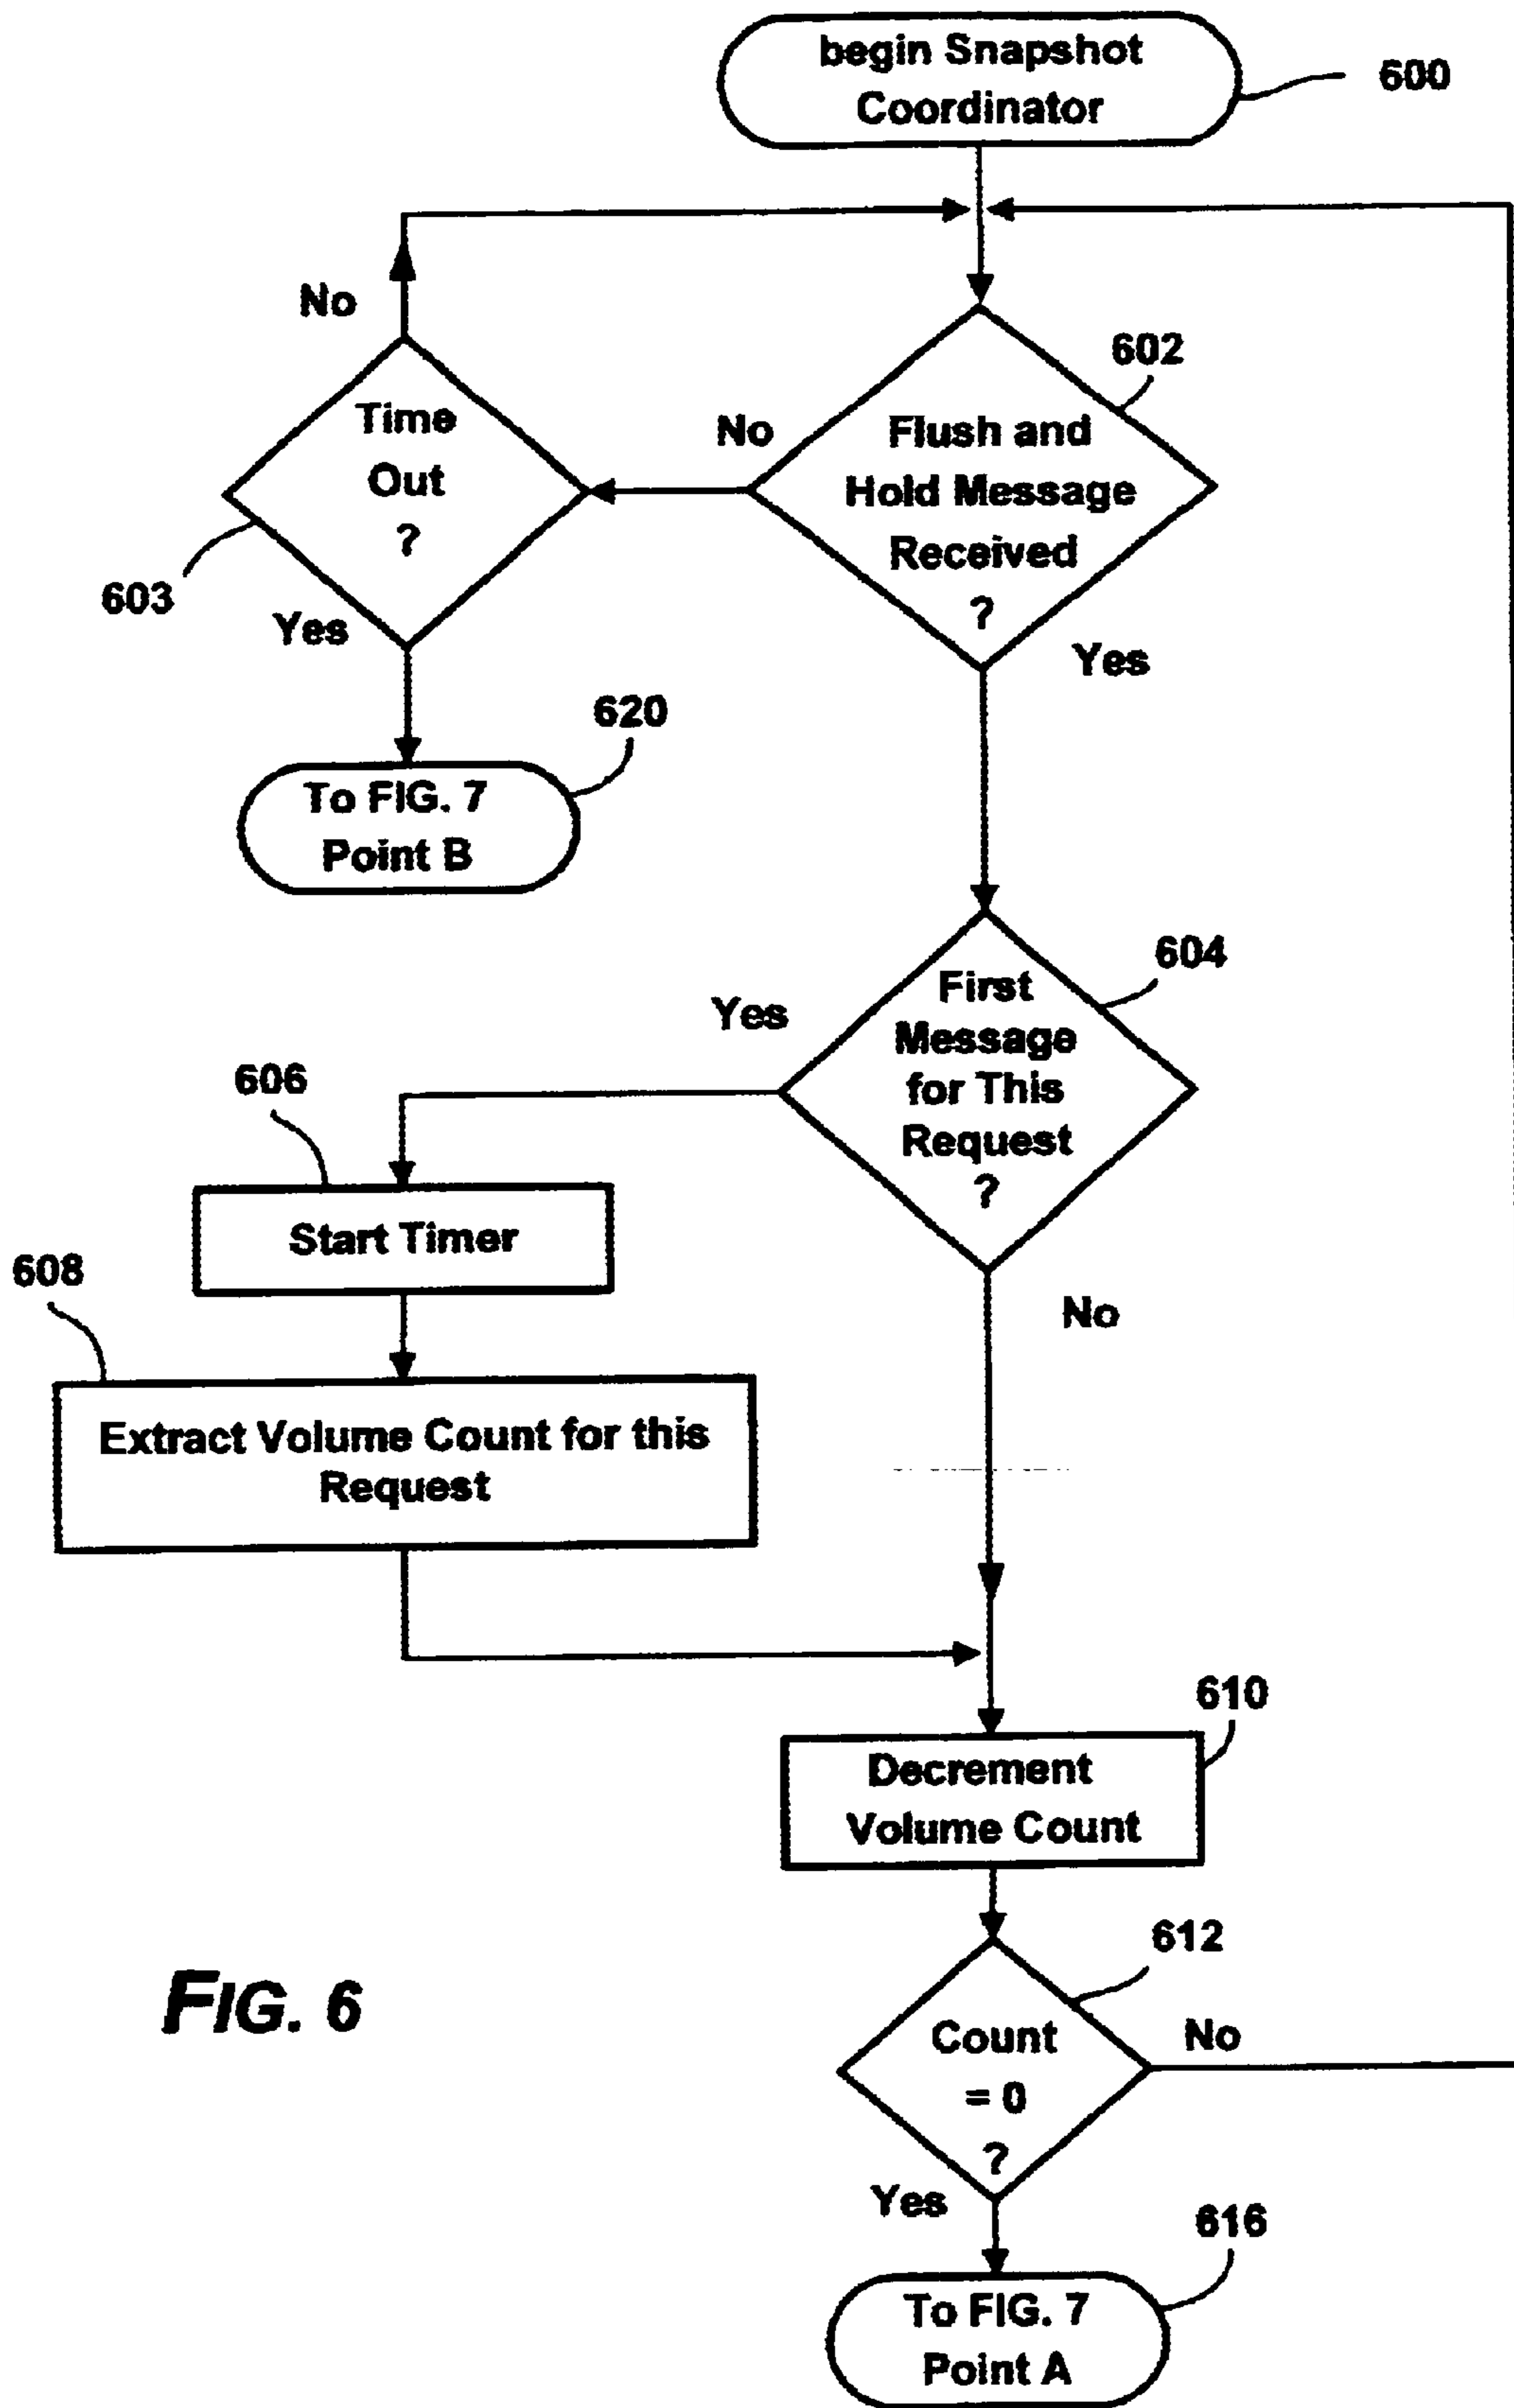 begin Snapshot
Coordinator
600
No
602
Time
Out
?
No
Flush and
Hold Message
Received
?
603
Yes
Yes
620
To FIG. 7
Point B
604
First
Message
for This
Request
?
Yes
606
Start Timer
608
No
Extract Volume Count for this
Request
610
Decrement
Volume Count
612
Count
= 0
?
No
FIG. 6
Yes
616
To FIG. 7
Point A